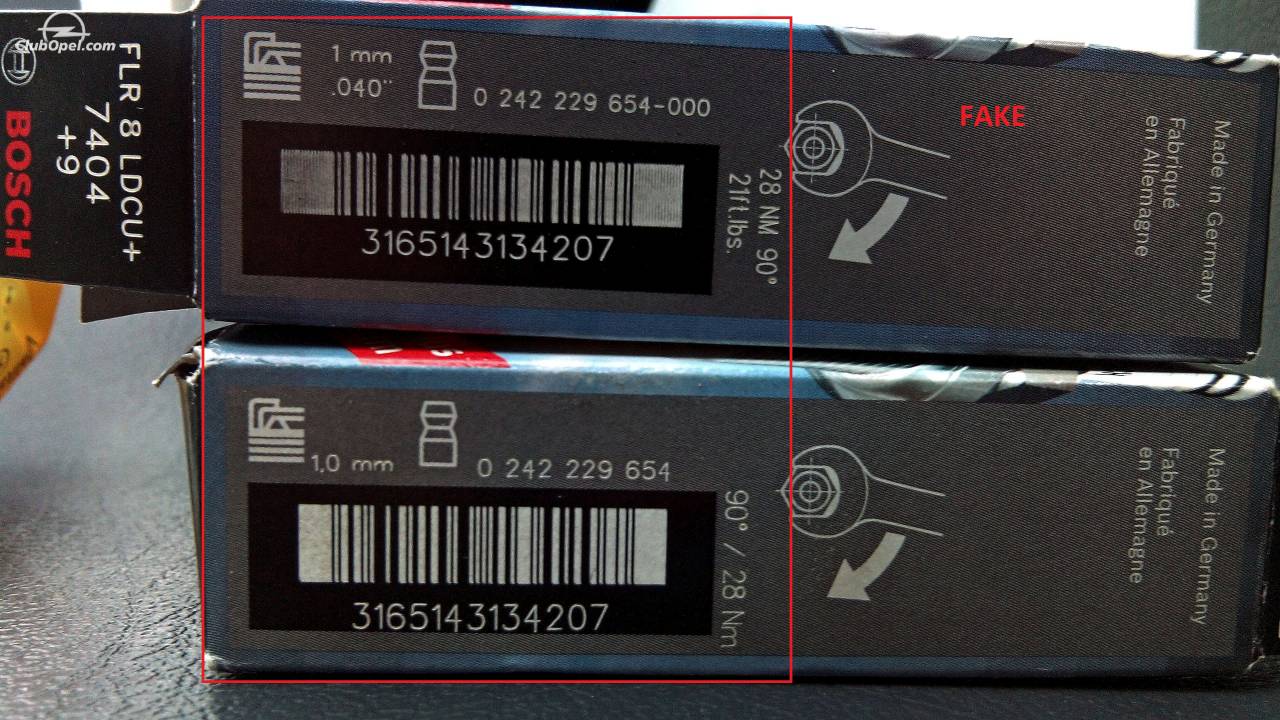 ClubOpel.com
BOSCH
FLR 8 LDCU+
7404
+9
1 mm
.040"
0 242 229 654-000
3165143134207
28 NM 90°
21ft.lbs.
FAKE
Made in Germany
Fabriqué
en Allemagne
1,0 mm
0 242 229 654
3165143134207
90° / 28 Nm
Made in Germany
Fabriqué
en Allemagne